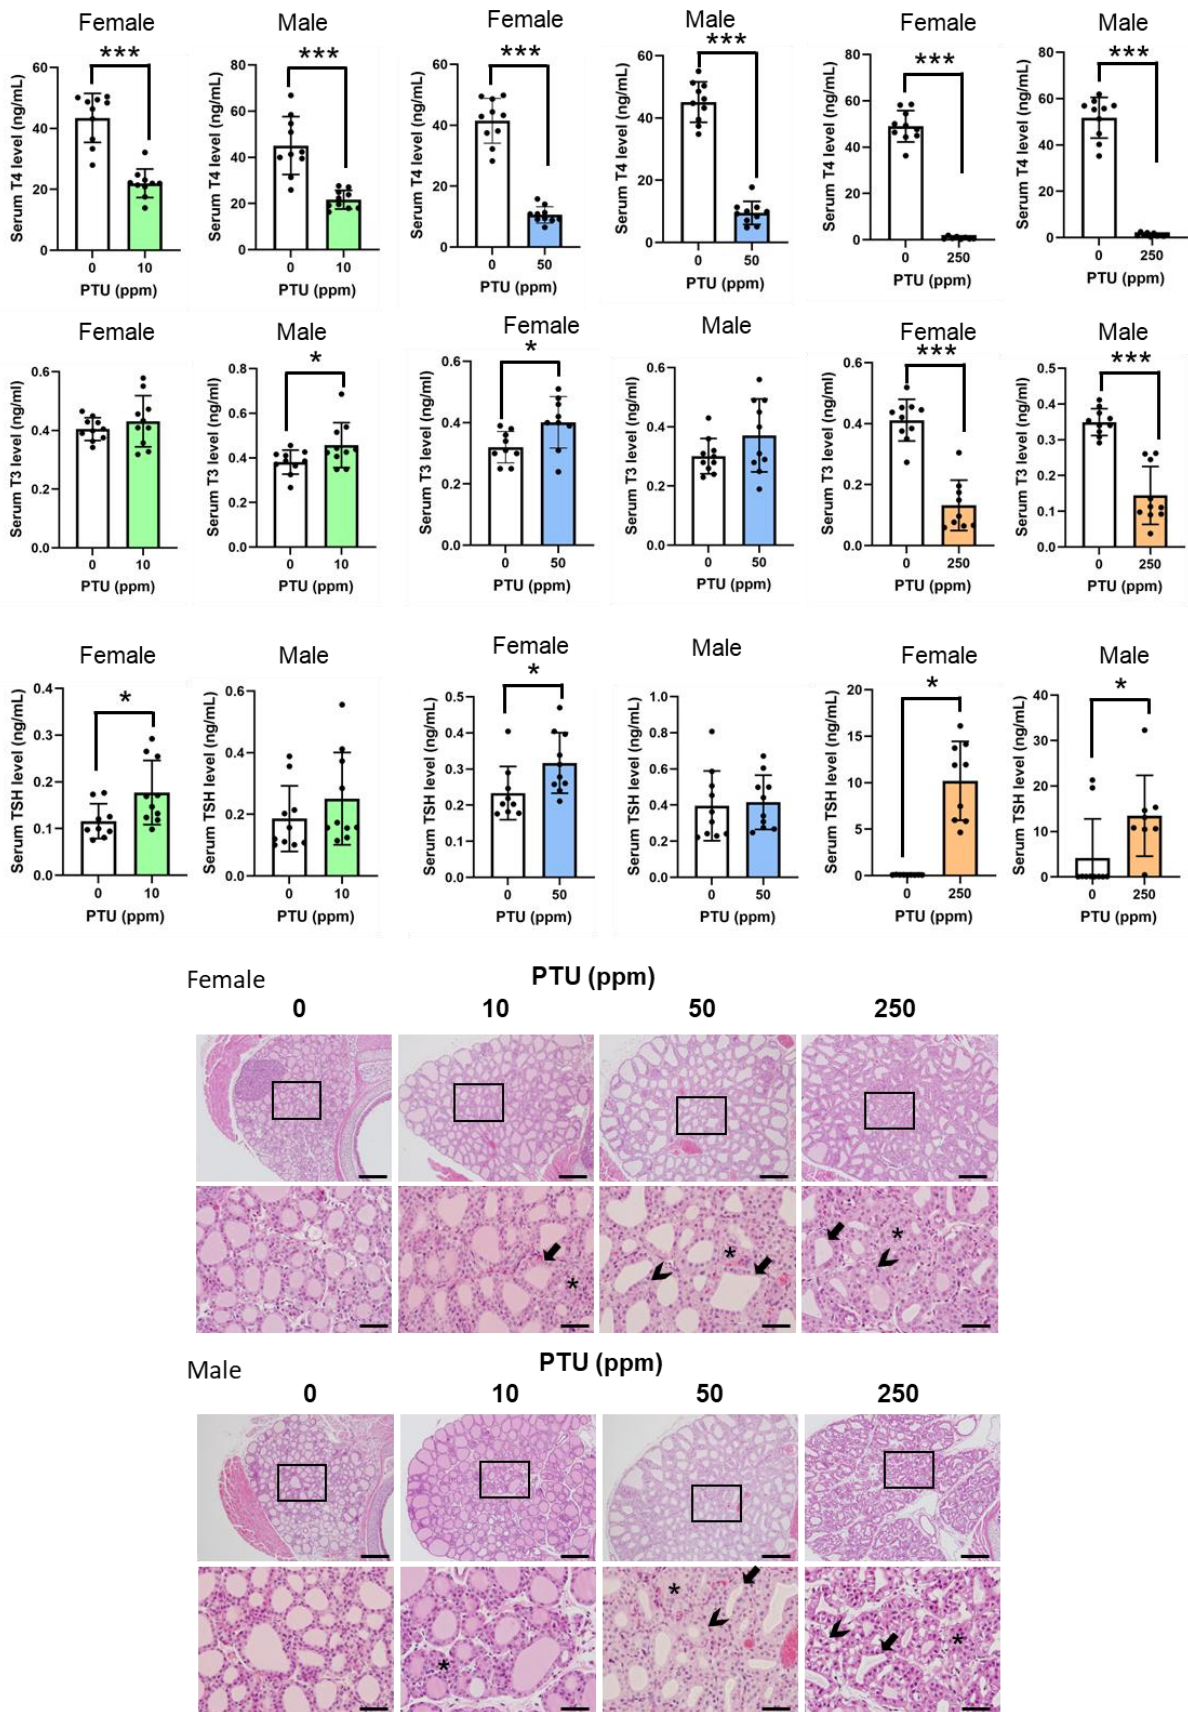 Female Male Female Male Female Male
*** *** *** *** *** ***
Serum T4 level (ng/mL) 60 40 20 0 0 10 PTU (ppm)
Serum T4 level (ng/mL) 80 60 40 20 0 0 10 PTU (ppm)
Serum T4 level (ng/mL) 60 40 20 0 0 50 PTU (ppm)
Serum T4 level (ng/mL) 60 40 20 0 0 50 PTU (ppm)
Serum T4 level (ng/mL) 80 60 40 20 0 0 250 PTU (ppm)
Serum T4 level (ng/mL) 80 60 40 20 0 0 250 PTU (ppm)
Female Male Female Male Female Male
* * *** ***
Serum T3 level (ng/ml) 0.6 0.4 0.2 0.0 0 10 PTU (ppm)
Serum T3 level (ng/ml) 0.8 0.6 0.4 0.2 0.0 0 10 PTU (ppm)
Serum T3 level (ng/ml) 0.6 0.4 0.2 0.0 0 50 PTU (ppm)
Serum T3 level (ng/ml) 0.6 0.4 0.2 0.0 0 50 PTU (ppm)
Serum T3 level (ng/ml) 0.6 0.4 0.2 0.0 0 250 PTU (ppm)
Serum T3 level (ng/ml) 0.5 0.4 0.3 0.2 0.1 0.0 0 250 PTU (ppm)
Female Male Female Male Female Male
* * * *
Serum TSH level (ng/mL) 0.4 0.3 0.2 0.1 0.0 0 10 PTU (ppm)
Serum TSH level (ng/mL) 0.6 0.4 0.2 0.0 0 10 PTU (ppm)
Serum TSH level (ng/mL) 0.5 0.4 0.3 0.2 0.1 0.0 0 50 PTU (ppm)
Serum TSH level (ng/mL) 1.0 0.8 0.6 0.4 0.2 0.0 0 50 PTU (ppm)
Serum TSH level (ng/mL) 20 15 10 5 0 0 250 PTU (ppm)
Serum TSH level (ng/mL) 40 30 20 10 0 0 250 PTU (ppm)
Female PTU (ppm)
0 10 50 250
* * *
Male PTU (ppm)
0 10 50 250
* * *